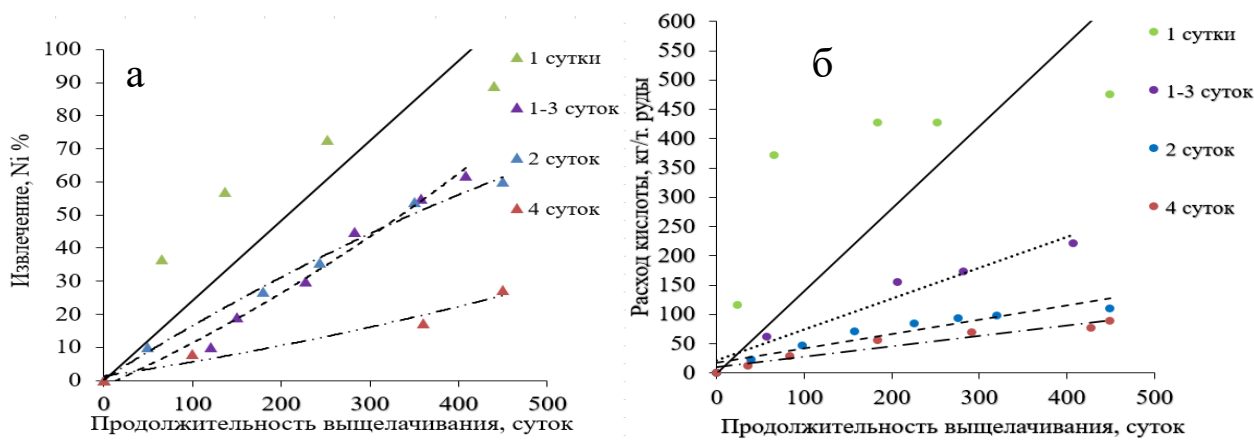 а
Извлечение, Ni %
100
90
80
70
60
50
40
30
20
10
0
0 100 200 300 400 500
Продолжительность выщелачивания, суток
1 сутки
1-3 суток
2 суток
4 суток
б
Расход кислоты, кг/т. руды
600
550
500
450
400
350
300
250
200
150
100
50
0
0 100 200 300 400 500
Продолжительность выщелачивания, суток
1 сутки
1-3 суток
2 суток
4 суток